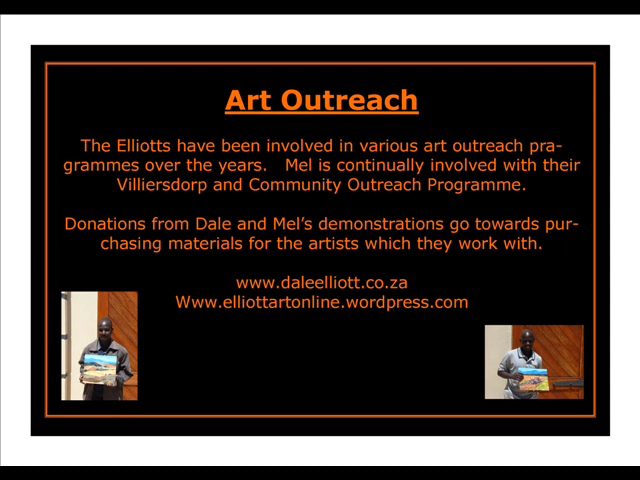 Art Outreach
The Elliotts have been involved in various art outreach pra-
grammes over the years. Mel is continually involved with their
Villiersdorp and Community Outreach Programme.
Donations from Dale and Mel's demonstrations go towards pur-
chasing materials for the artists which they work with.
www.daleelliott.co.za
Www.elliottartonline.wordpress.com